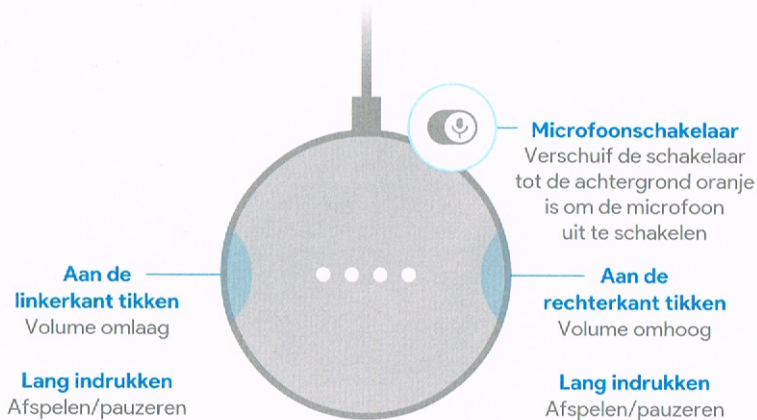 Microfoonschakelaar
Verschuif de schakelaar
tot de achtergrond oranje
is om de microfoon
uit te schakelen
Aan de
linkerkant tikken
Volume omlaag
Lang indrukken
Afspelen/pauzeren
Aan de
rechterkant tikken
Volume omhoog
Lang indrukken
Afspelen/pauzeren